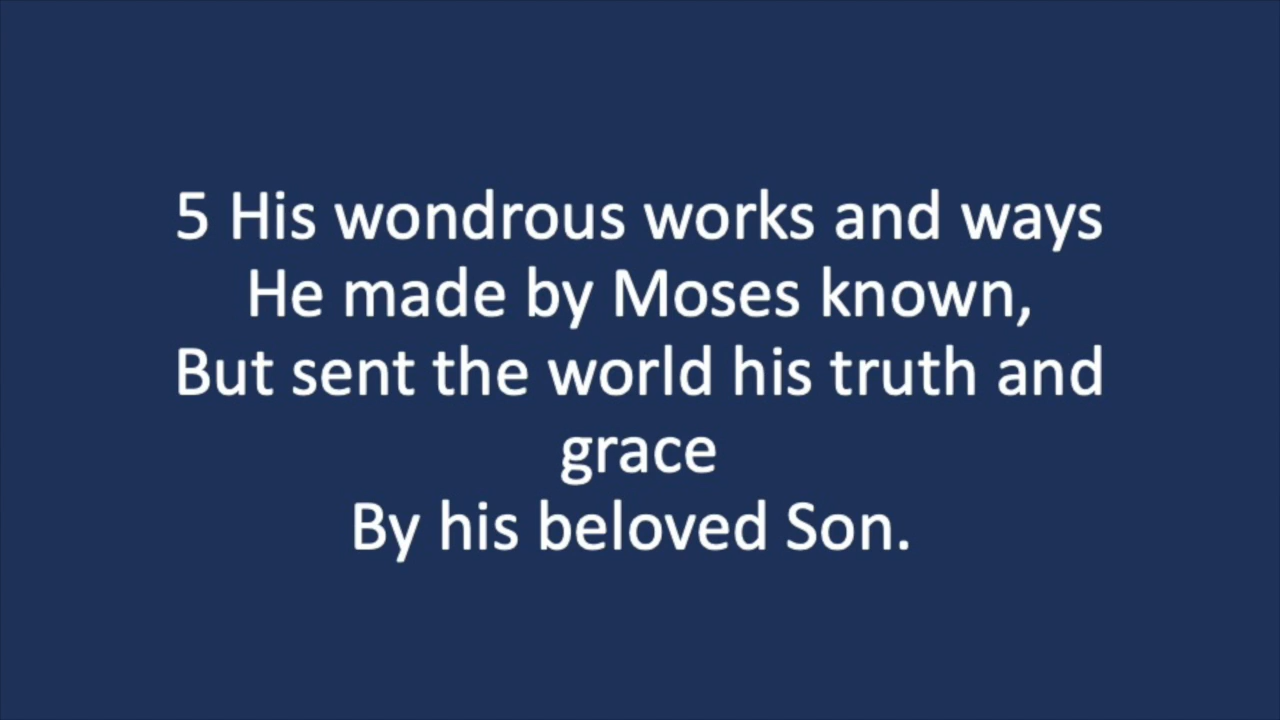 5 His wondrous works and ways
He made by Moses known,
But sent the world his truth and
grace
By his beloved Son.